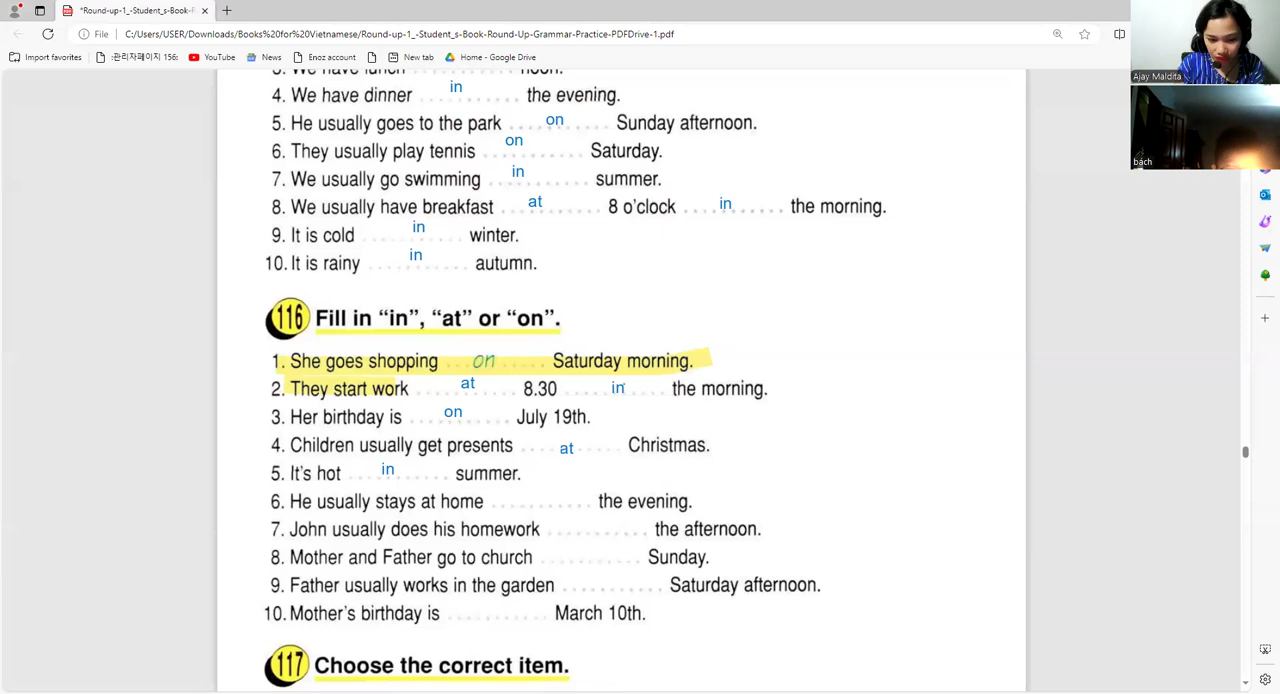 *Round-up-1_-Student_s-Book-R
File C:/Users/USER/Downloads/Books%20for%20Vietnamese/Round-up-1_-Student_s-Book-Round-Up-Grammar-Practice-PDFDrive-1.pdf
Import favorites :관리자페이지 156: YouTube News Enoz account New tab Home - Google Drive
Ajay Maldita
bach
4. We have dinner in the evening.
5. He usually goes to the park on Sunday afternoon.
6. They usually play tennis on Saturday.
7. We usually go swimming in summer.
8. We usually have breakfast at 8 o'clock in the morning.
9. It is cold in winter.
10. It is rainy in autumn.
116 Fill in “in”, “at” or “on”.
1. She goes shopping on Saturday morning.
2. They start work at 8.30 in the morning.
3. Her birthday is on July 19th.
4. Children usually get presents at Christmas.
5. It's hot in summer.
6. He usually stays at home .......... the evening.
7. John usually does his homework .......... the afternoon.
8. Mother and Father go to church .......... Sunday.
9. Father usually works in the garden .......... Saturday afternoon.
10. Mother's birthday is .......... March 10th.
117 Choose the correct item.